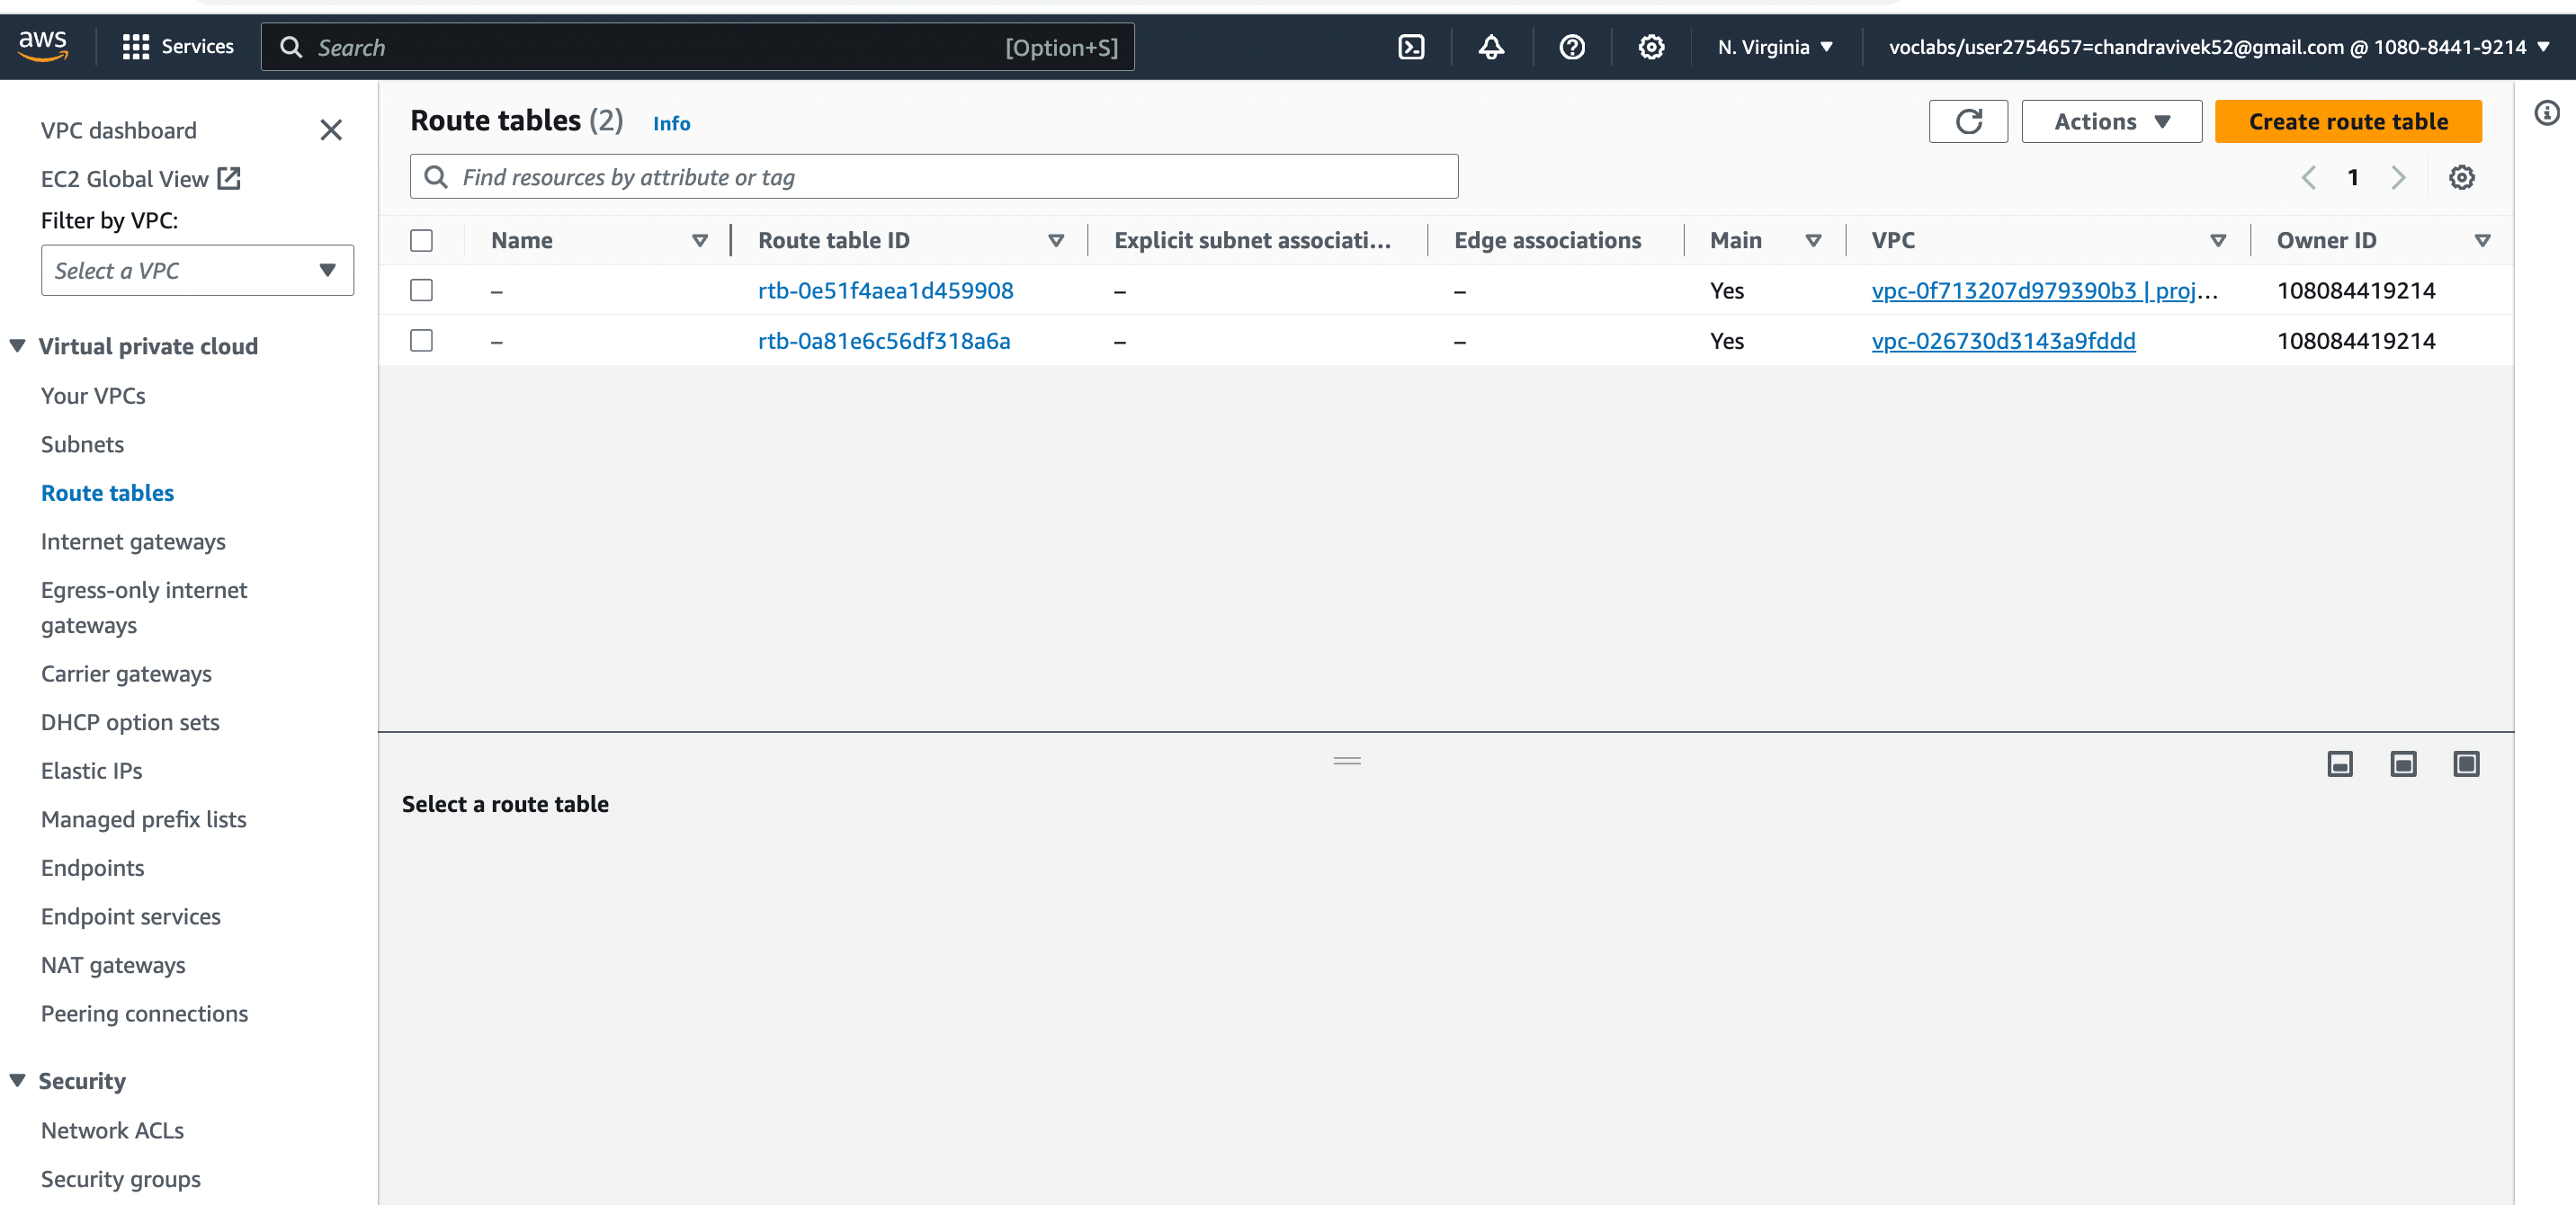 aws Services Search [Option+S] N. Virginia voclabs/user2754657=chandravivek52@gmail.com @ 1080-8441-9214
VPC dashboard
EC2 Global View
Filter by VPC:
Select a VPC
Virtual private cloud
Your VPCs
Subnets
Route tables
Internet gateways
Egress-only internet
gateways
Carrier gateways
DHCP option sets
Elastic IPs
Managed prefix lists
Endpoints
Endpoint services
NAT gateways
Peering connections
Security
Network ACLs
Security groups
Route tables (2) Info
Actions Create route table
Find resources by attribute or tag
1
Name Route table ID Explicit subnet associati... Edge associations Main VPC Owner ID
– rtb-0e51f4aea1d459908 – – Yes vpc-0f713207d979390b3 | proj... 108084419214
– rtb-0a81e6c56df318a6a – – Yes vpc-026730d3143a9fddd 108084419214
Select a route table